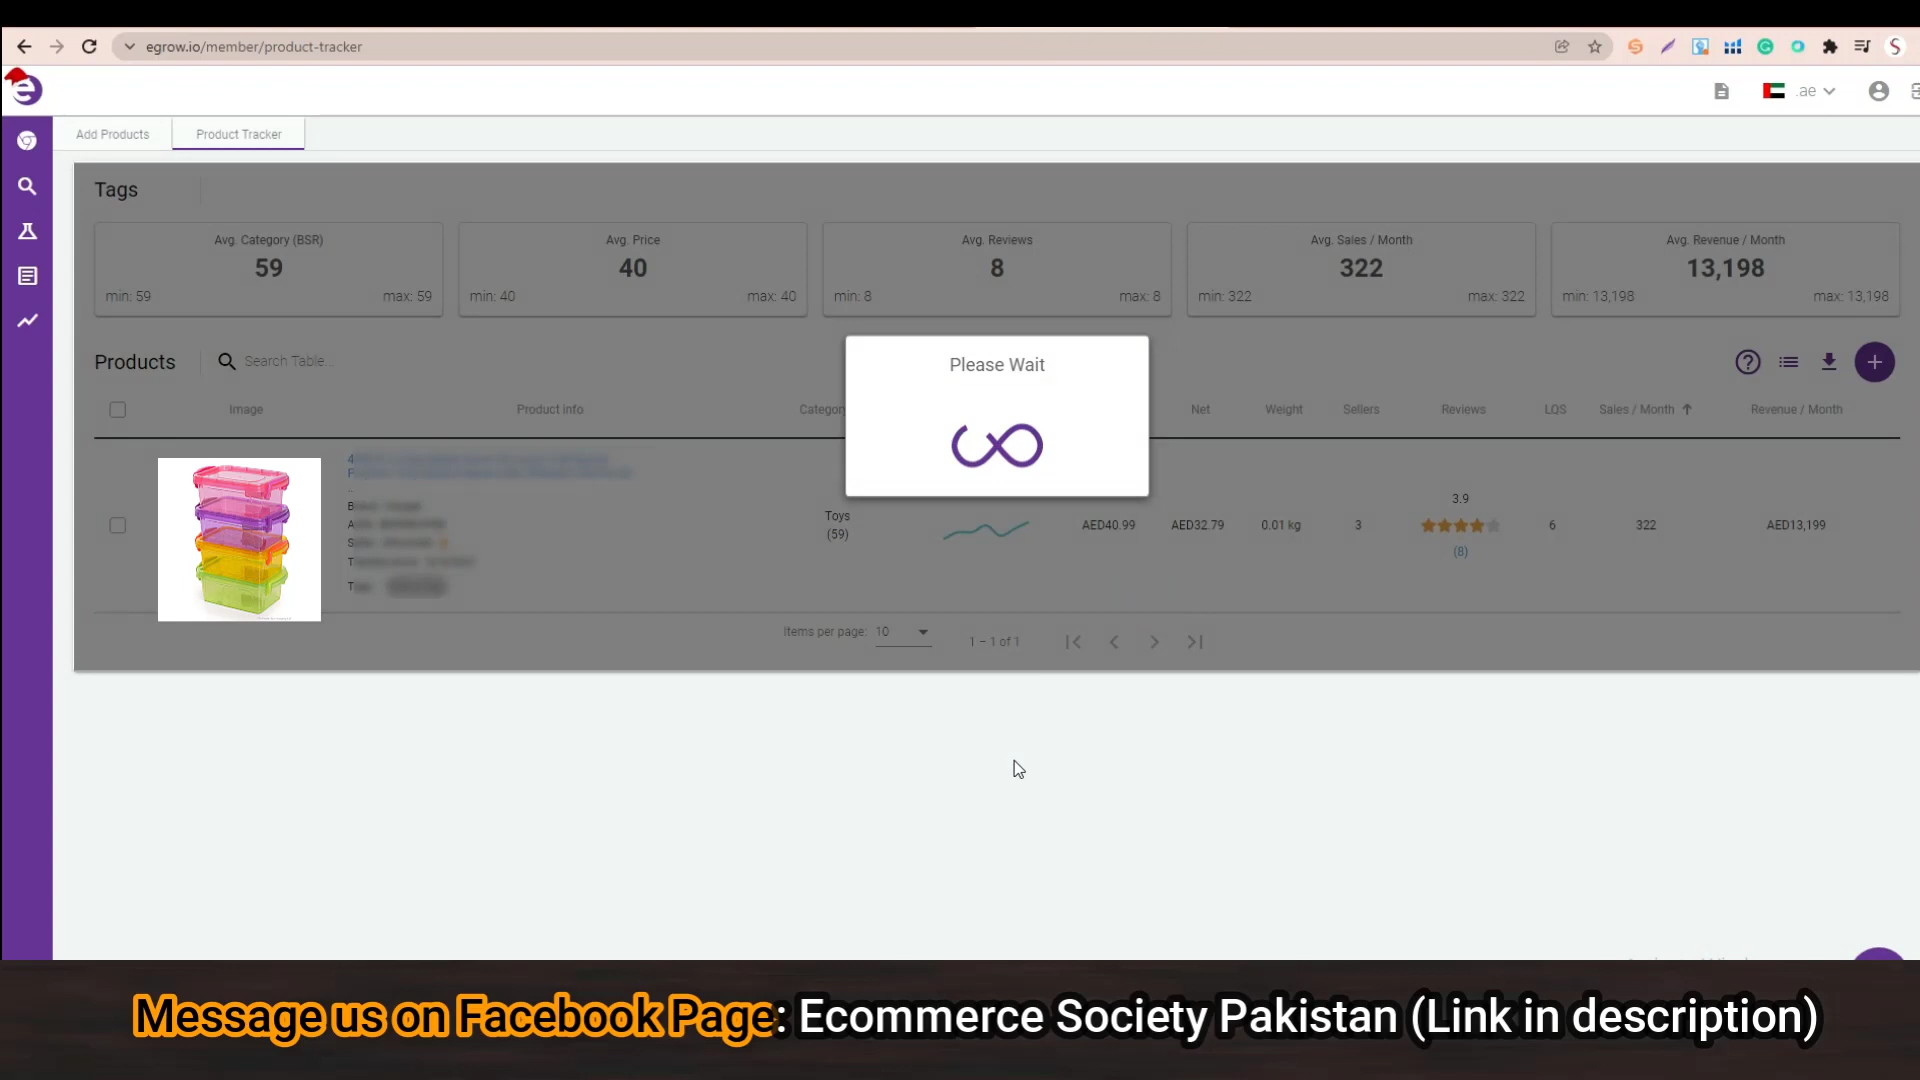 egrow.io/member/product-tracker
.ae
Add Products
Product Tracker
Tags
Avg. Category (BSR)
59
min: 59
max: 59
Avg. Price
40
min: 40
max: 40
Avg. Reviews
8
min: 8
max: 8
Avg. Sales / Month
322
min: 322
max: 322
Avg. Revenue / Month
13,198
min: 13,198
max: 13,198
Please Wait
Products
Search Table...
Image
Product info
Category
Net
Weight
Sellers
Reviews
LQS
Sales / Month
Revenue / Month
Toys
(59)
AED40.99
AED32.79
0.01 kg
3
3.9
(8)
6
322
AED13,199
Items per page: 10
1 – 1 of 1
Message us on Facebook Page: Ecommerce Society Pakistan (Link in description)